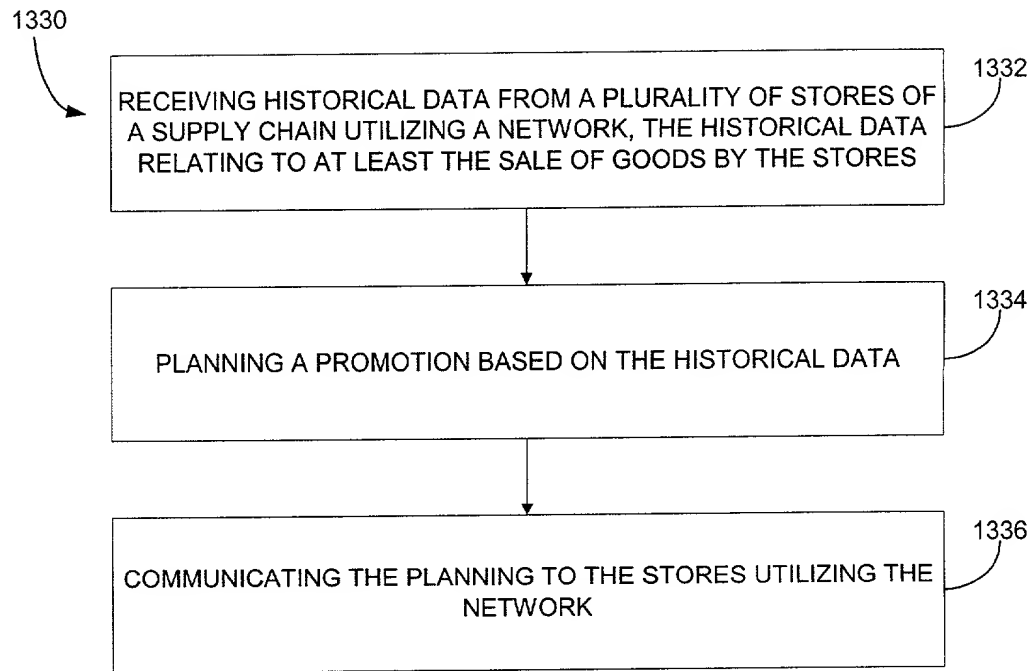 1330
1332
RECEIVING HISTORICAL DATA FROM A PLURALITY OF STORES OF
A SUPPLY CHAIN UTILIZING A NETWORK, THE HISTORICAL DATA
RELATING TO AT LEAST THE SALE OF GOODS BY THE STORES
1334
PLANNING A PROMOTION BASED ON THE HISTORICAL DATA
1336
COMMUNICATING THE PLANNING TO THE STORES UTILIZING THE
NETWORK